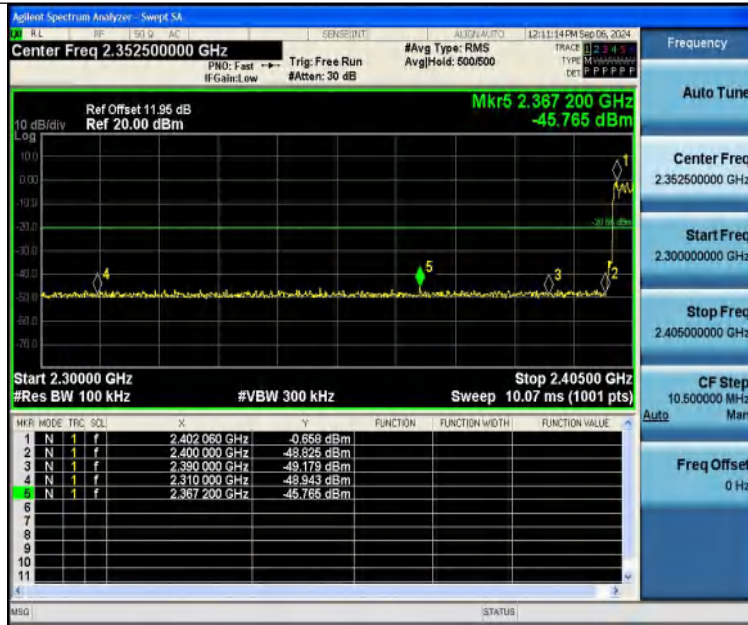 Agilent Spectrum Analyzer - Swept SA
RL RF 50 Ω AC SENSE:INT ALIGN AUTO 12:11:14 PM Sep 06, 2024
Center Freq 2.352500000 GHz
PNO: Fast
IFGain:Low
Trig: Free Run
#Atten: 30 dB
#Avg Type: RMS
Avg|Hold: 500/500
TRACE 1 2 3 4 5 6
TYPE M
DET P P P P P P
Frequency
Auto Tune
Center Freq
2.352500000 GHz
Start Freq
2.300000000 GHz
Stop Freq
2.405000000 GHz
CF Step
10.500000 MHz
Auto Man
Freq Offset
0 Hz
Mkr5 2.367 200 GHz
-45.765 dBm
Ref Offset 11.95 dB
10 dB/div Ref 20.00 dBm
Log
10.0
0.00
-10.0
-20.0
-30.0
-40.0
-50.0
-60.0
-70.0
1
4
5
3
2
Start 2.30000 GHz Stop 2.40500 GHz
#Res BW 100 kHz #VBW 300 kHz Sweep 10.07 ms (1001 pts)
MKR MODE TRC SCL X Y FUNCTION FUNCTION WIDTH FUNCTION VALUE
1 N 1 f 2.402 060 GHz -0.658 dBm
2 N 1 f 2.400 000 GHz -48.825 dBm
3 N 1 f 2.390 000 GHz -49.179 dBm
4 N 1 f 2.310 000 GHz -48.943 dBm
5 N 1 f 2.367 200 GHz -45.765 dBm
6
7
8
9
10
11
MSG STATUS